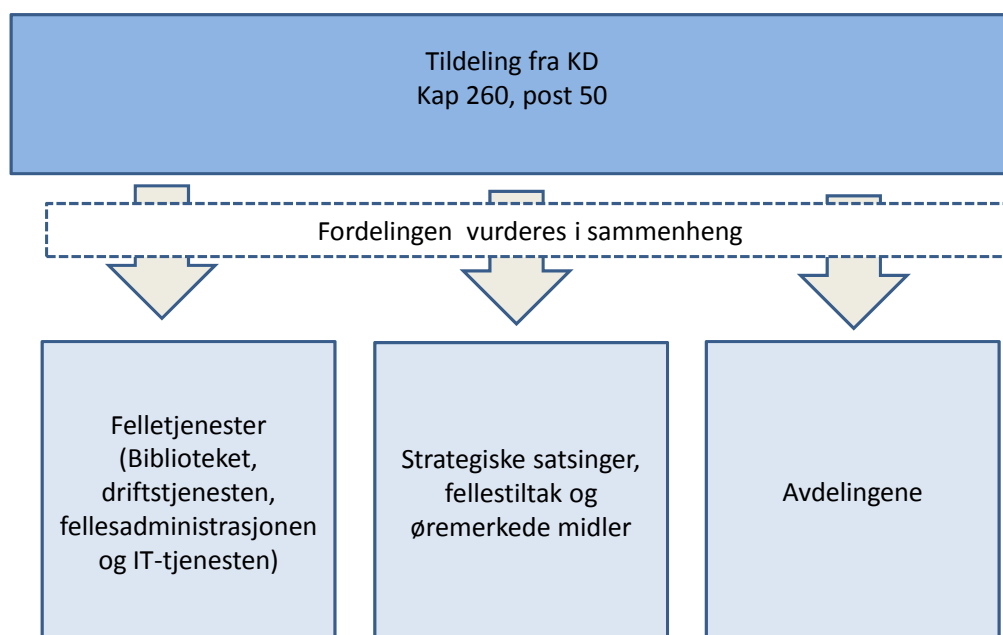 Tildeling fra KD
Kap 260, post 50
Fordelingen vurderes i sammenheng
Felletjenester
(Biblioteket,
driftstjenesten,
fellesadministrasjonen
og IT-tjenesten)
Strategiske satsinger,
fellestiltak og
øremerkede midler
Avdelingene